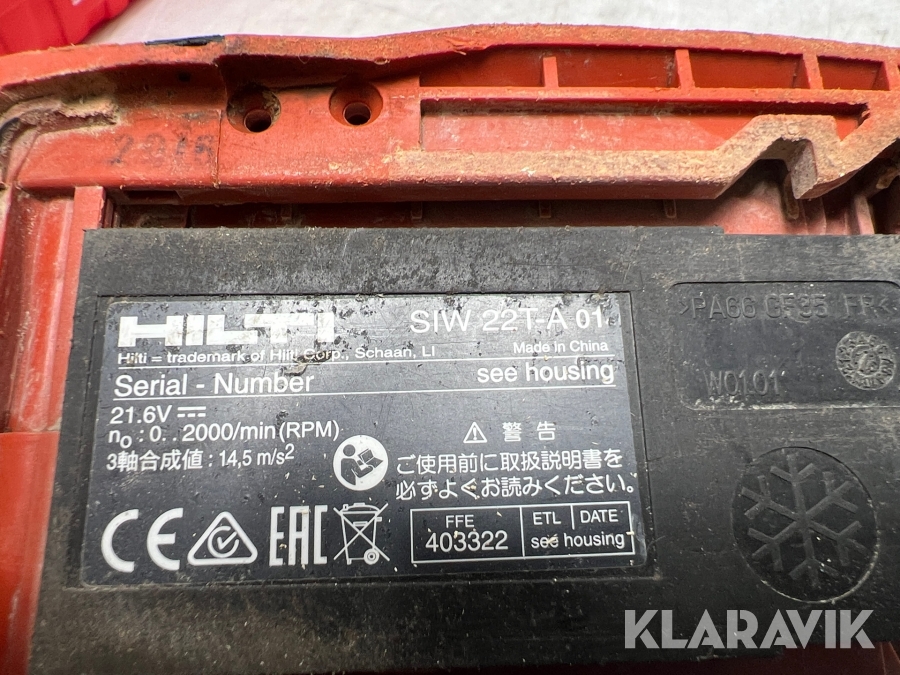 2016
HILTI
SIW 22T-A 01
Hilti = trademark of Hilti Corp., Schaan, LI
Made in China
Serial - Number
see housing
21.6V
n₀ : 0. . 2000/min (RPM)
3軸合成値 : 14,5 m/s²
警告
ご使用前に取扱説明書を
必ずよくお読みください。
CE
EAC
FFE
403322
ETL
DATE
see housing
>PA66 GF35 FR<
W0101
KLARAVIK